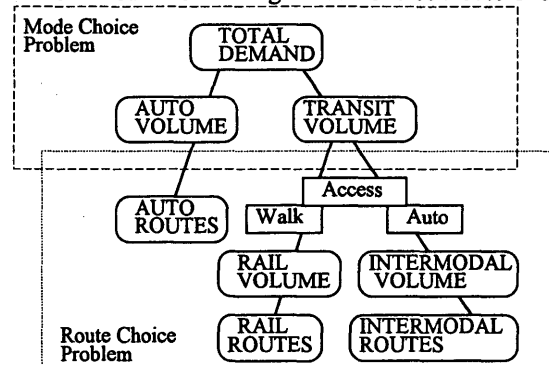 Mode Choice
Problem
TOTAL
DEMAND
AUTO
VOLUME
TRANSIT
VOLUME
Access
Walk
Auto
AUTO
ROUTES
RAIL
VOLUME
INTERMODAL
VOLUME
RAIL
ROUTES
INTERMODAL
ROUTES
Route Choice
Problem